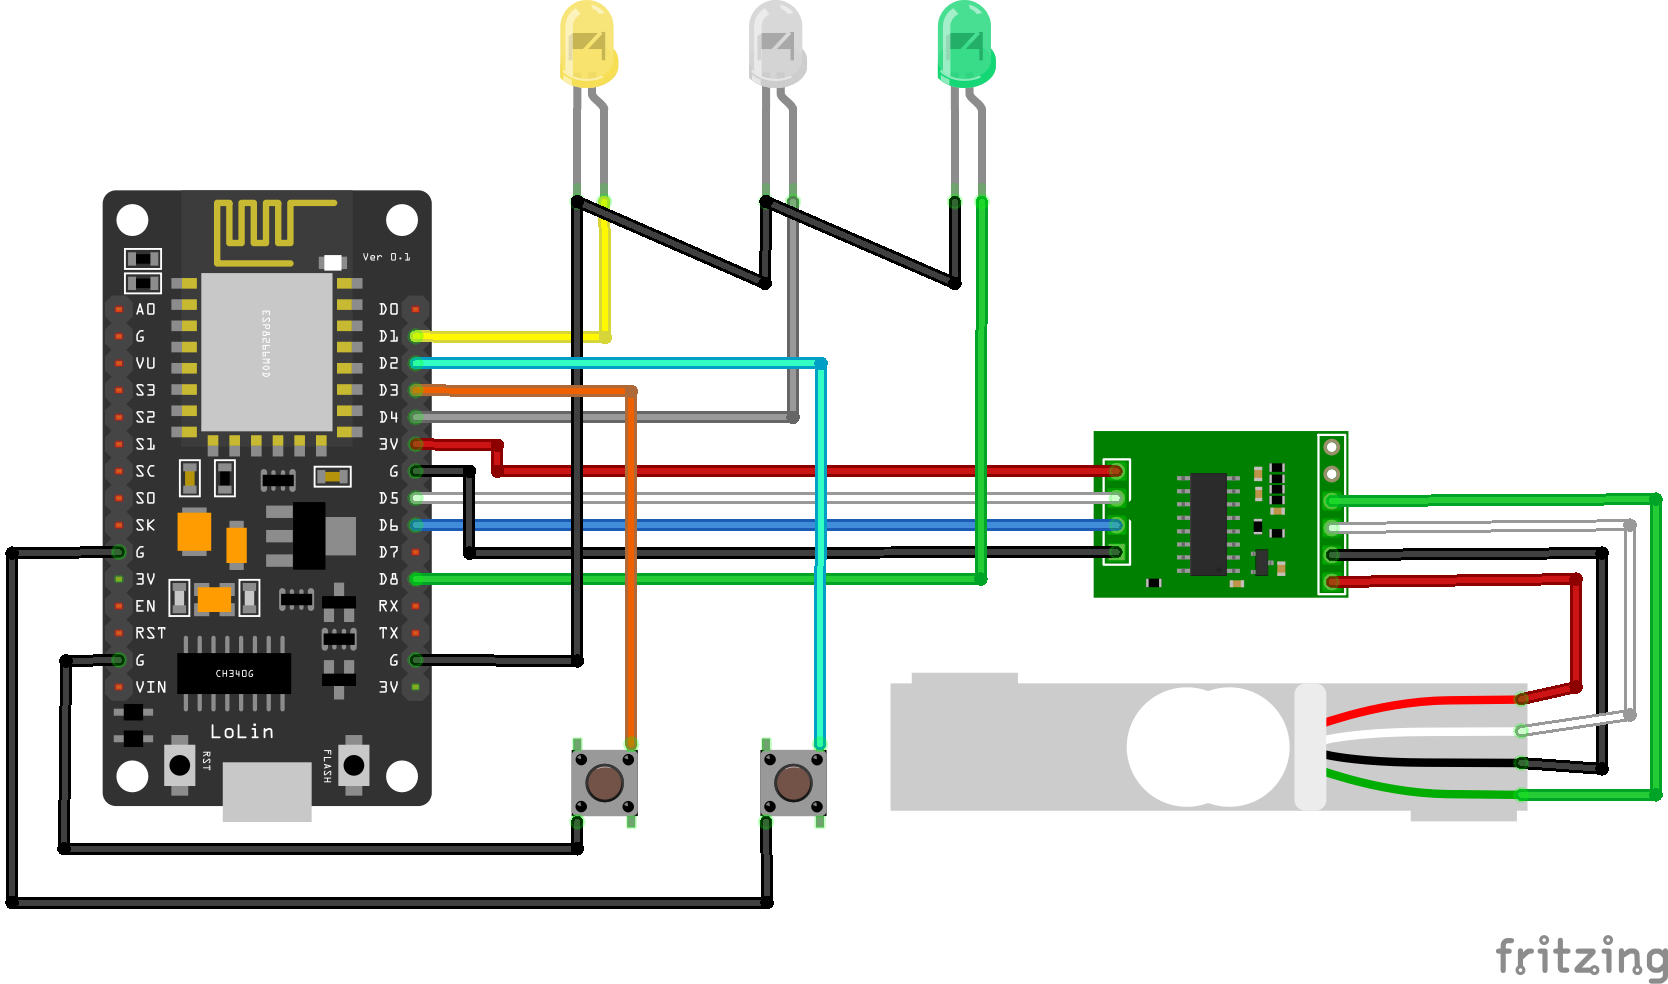 Ver 0.1
ESP8266MOD
A0 D0
G D1
VU D2
S3 D3
S2 D4
S1 3V
SC G
SO D5
SK D6
G D7
3V D8
EN RX
RST TX
G G
VIN 3V
CH340G
LoLin
RST FLASH
fritzing